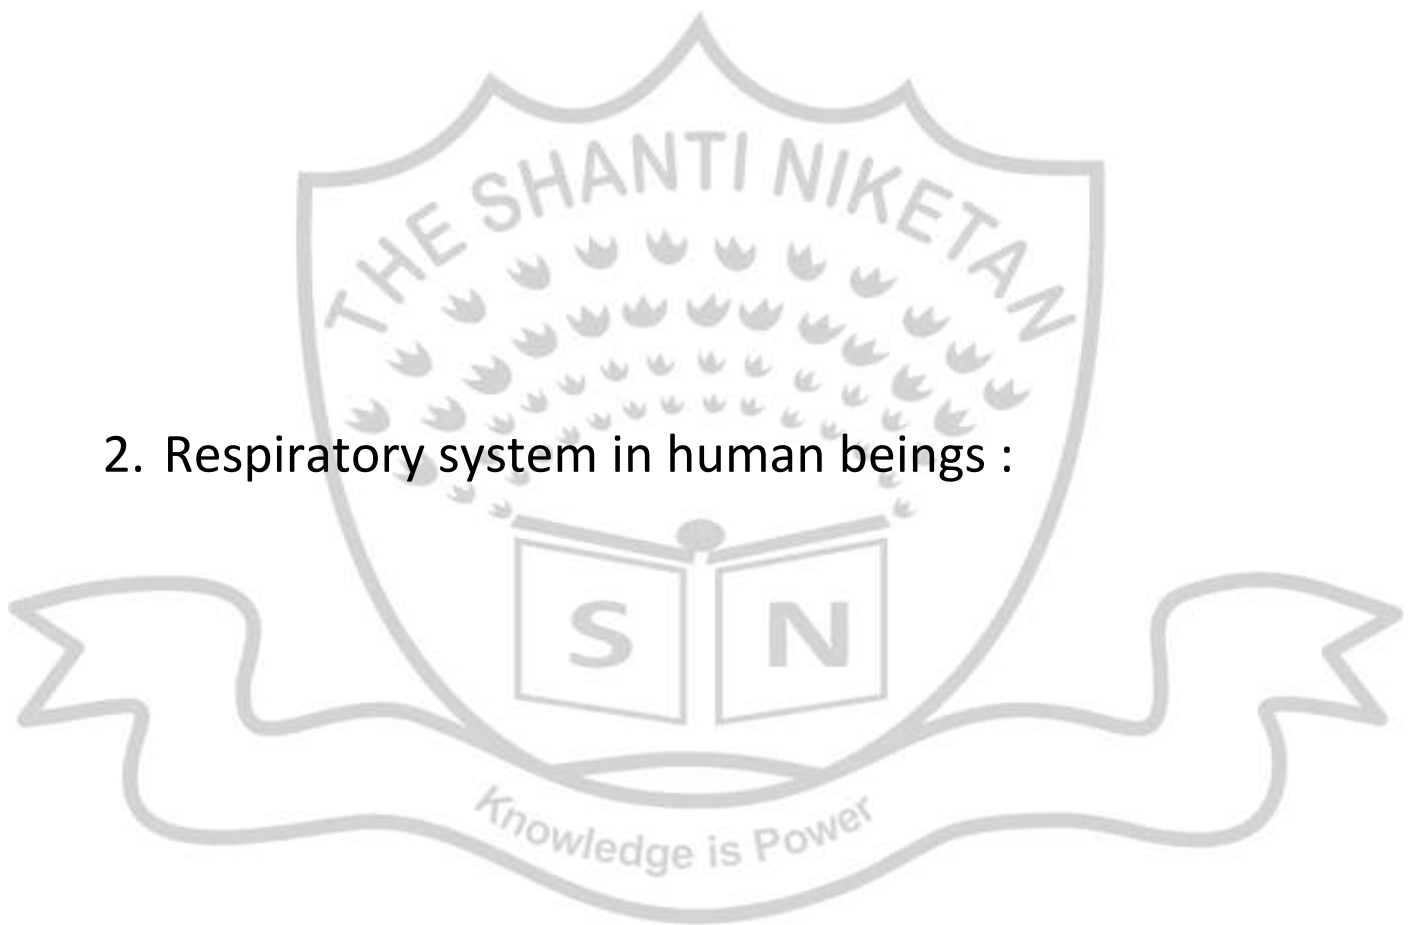 THE SHANTI NIKETAN
2. Respiratory system in human beings :
S N
Knowledge is Power